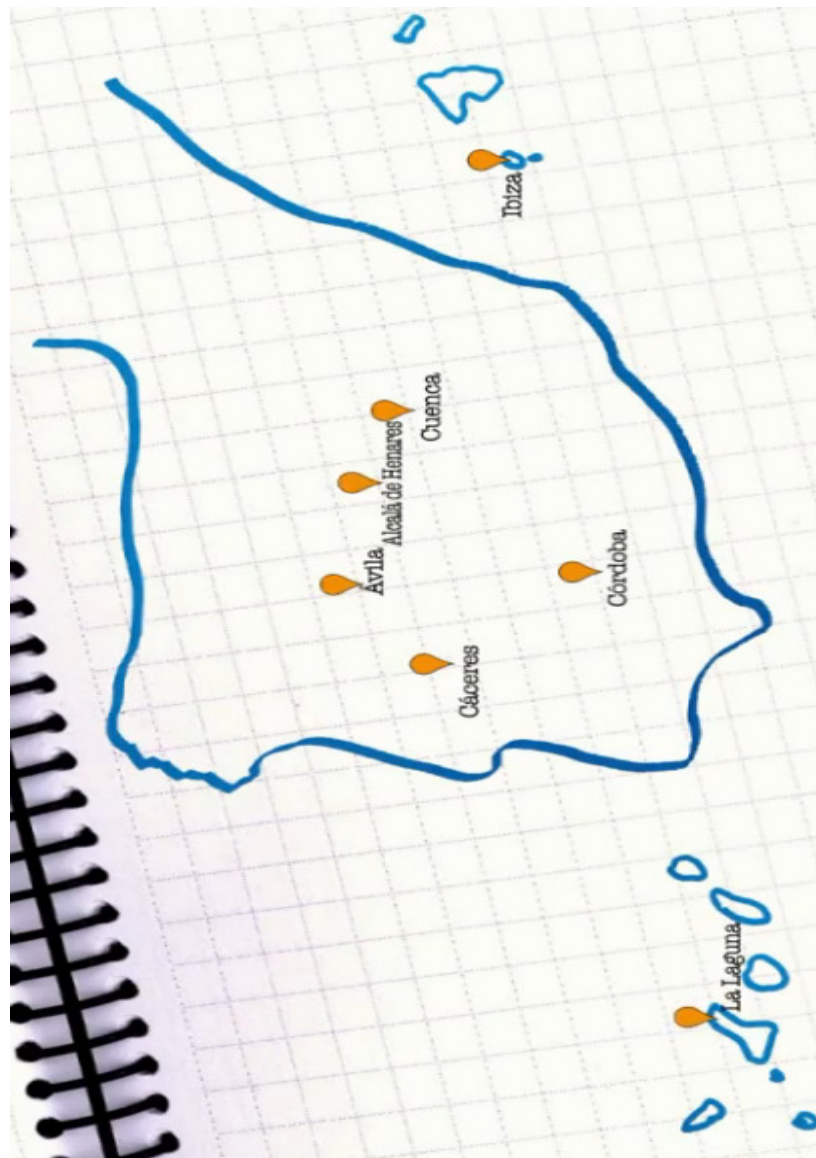 Ávila
Alcalá de Henares
Cuenca
Ibiza
Cáceres
Córdoba
La Laguna